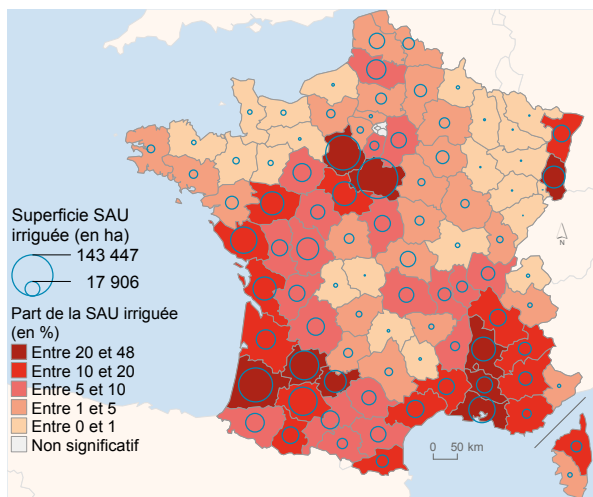 Superficie SAU
irriguée (en ha)
143 447
17 906
Part de la SAU irriguée
(en %)
Entre 20 et 48
Entre 10 et 20
Entre 5 et 10
Entre 1 et 5
Entre 0 et 1
Non significatif
N
0 50 km